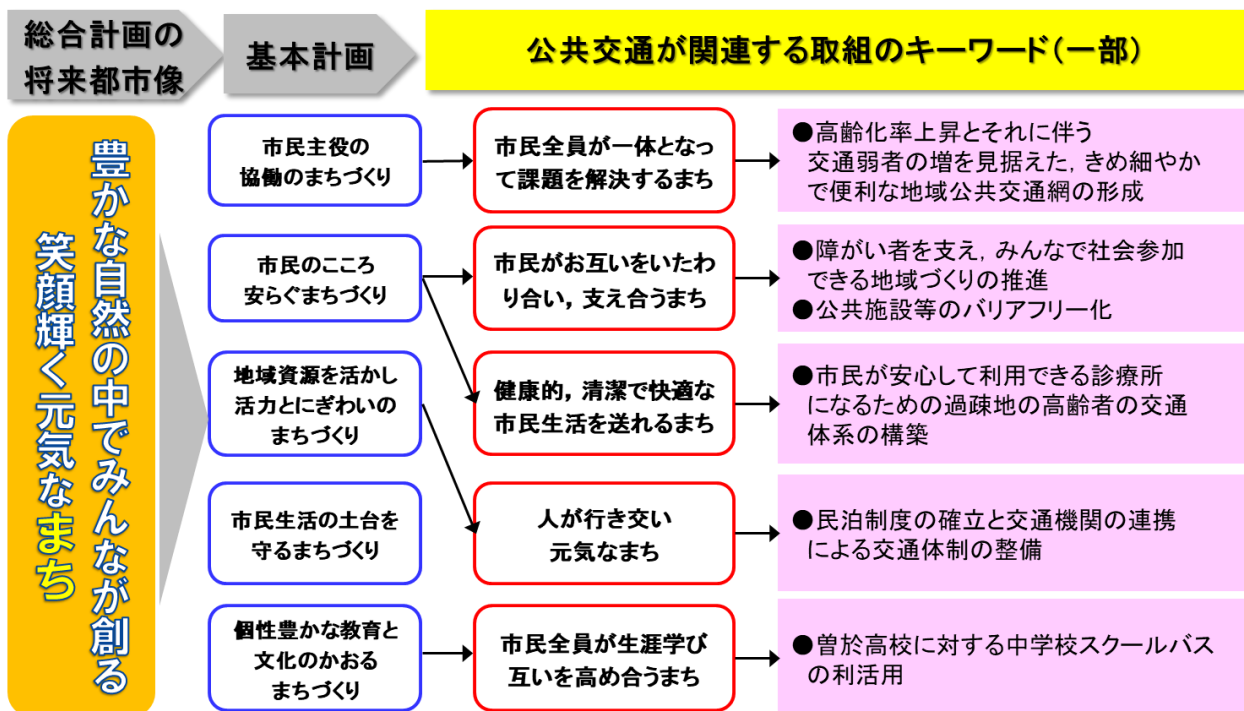 総合計画の
将来都市像
基本計画
公共交通が関連する取組のキーワード（一部）
豊かな自然の中でみんなが創る
笑顔輝く元気なまち
市民主役の
協働のまちづくり
市民全員が一体となっ
て課題を解決するまち
●高齢化率上昇とそれに伴う
交通弱者の増を見据えた，きめ細やか
で便利な地域公共交通網の形成
市民のこころ
安らぐまちづくり
市民がお互いをいたわ
り合い，支え合うまち
●障がい者を支え，みんなで社会参加
できる地域づくりの推進
●公共施設等のバリアフリー化
地域資源を活かし
活力とにぎわいの
まちづくり
健康的，清潔で快適な
市民生活を送れるまち
●市民が安心して利用できる診療所
になるための過疎地の高齢者の交通
体系の構築
市民生活の土台を
守るまちづくり
人が行き交い
元気なまち
●民泊制度の確立と交通機関の連携
による交通体制の整備
個性豊かな教育と
文化のかおる
まちづくり
市民全員が生涯学び
互いを高め合うまち
●曽於高校に対する中学校スクールバス
の利活用